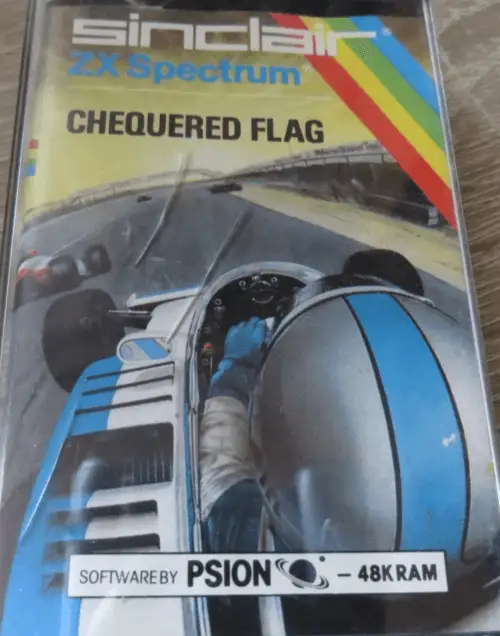 sinclair
ZX Spectrum
CHEQUERED FLAG
SOFTWARE BY PSION – 48K RAM